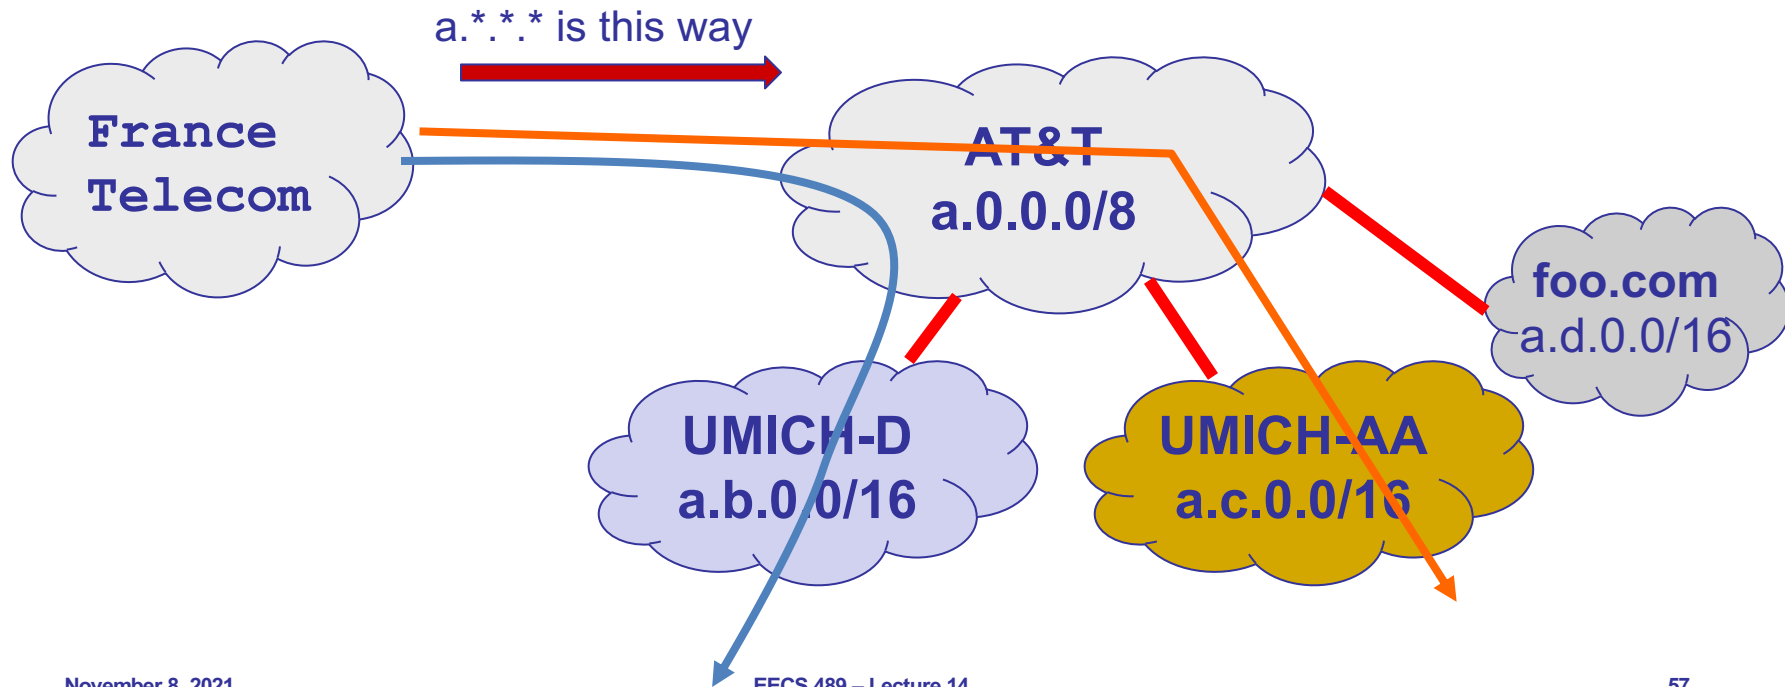 a.*.*.* is this way
France
Telecom
AT&T
a.0.0.0/8
foo.com
a.d.0.0/16
UMICH-D
a.b.0.0/16
UMICH-AA
a.c.0.0/16
November 8, 2021
EECS 489 – Lecture 14
57